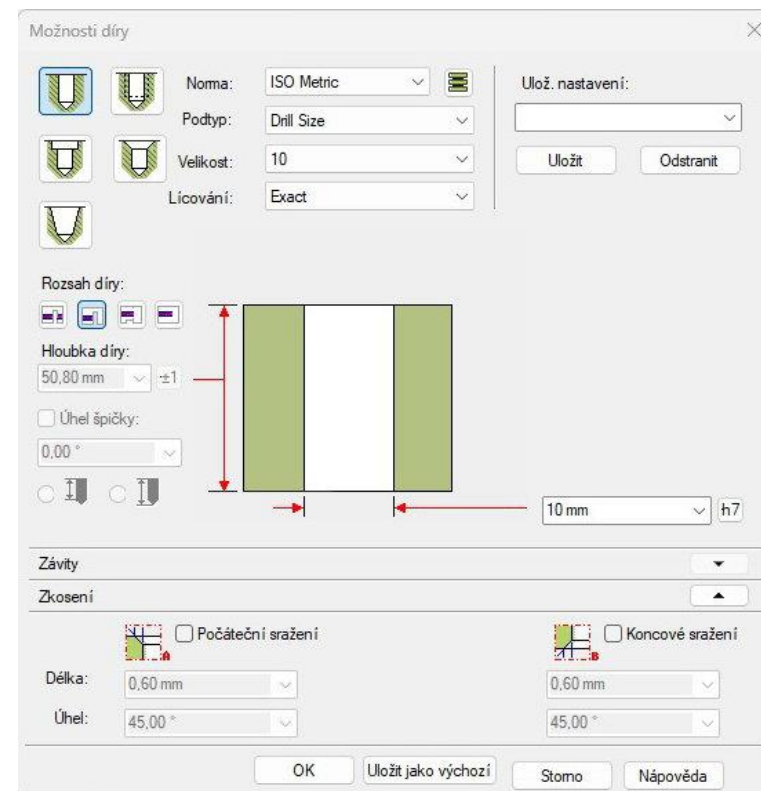 Možnosti díry
Norma: ISO Metric
Ulož. nastavení:
Podtyp: Drill Size
Velikost: 10
Uložit Odstranit
Lícování: Exact
Rozsah díry:
Hloubka díry:
50,80 mm ±1
Úhel špičky:
0,00 °
10 mm h7
Závity
Zkosení
A Počáteční sražení
B Koncové sražení
Délka: 0,60 mm 0,60 mm
Úhel: 45,00 ° 45,00 °
OK Uložit jako výchozí Storno Nápověda